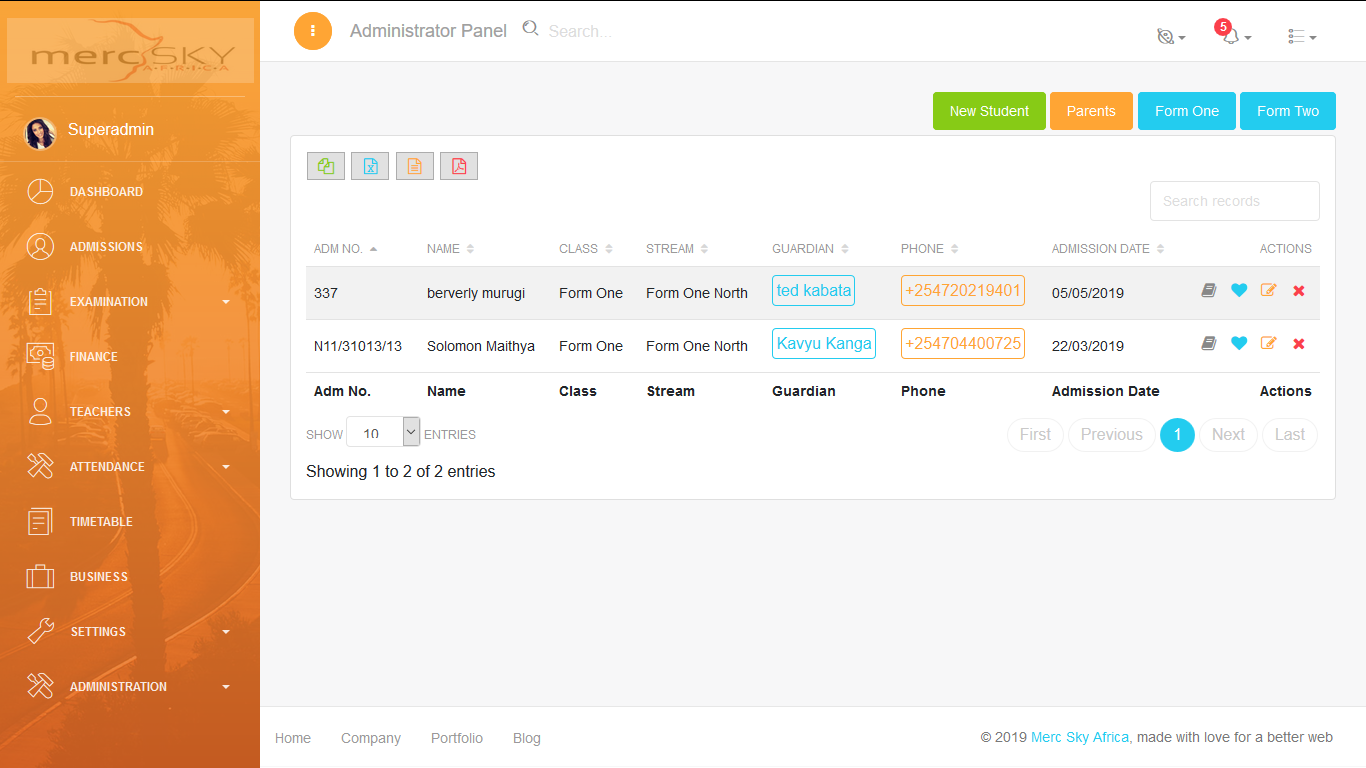 mercSKY
AFRICA
Superadmin
DASHBOARD
ADMISSIONS
EXAMINATION
FINANCE
TEACHERS
ATTENDANCE
TIMETABLE
BUSINESS
SETTINGS
ADMINISTRATION
Administrator Panel Search...
5
New Student Parents Form One Form Two
Search records
ADM NO. NAME CLASS STREAM GUARDIAN PHONE ADMISSION DATE ACTIONS
337 berverly murugi Form One Form One North ted kabata +254720219401 05/05/2019
N11/31013/13 Solomon Maithya Form One Form One North Kavyu Kanga +254704400725 22/03/2019
Adm No. Name Class Stream Guardian Phone Admission Date Actions
SHOW 10 ENTRIES First Previous 1 Next Last
Showing 1 to 2 of 2 entries
Home Company Portfolio Blog © 2019 Merc Sky Africa, made with love for a better web